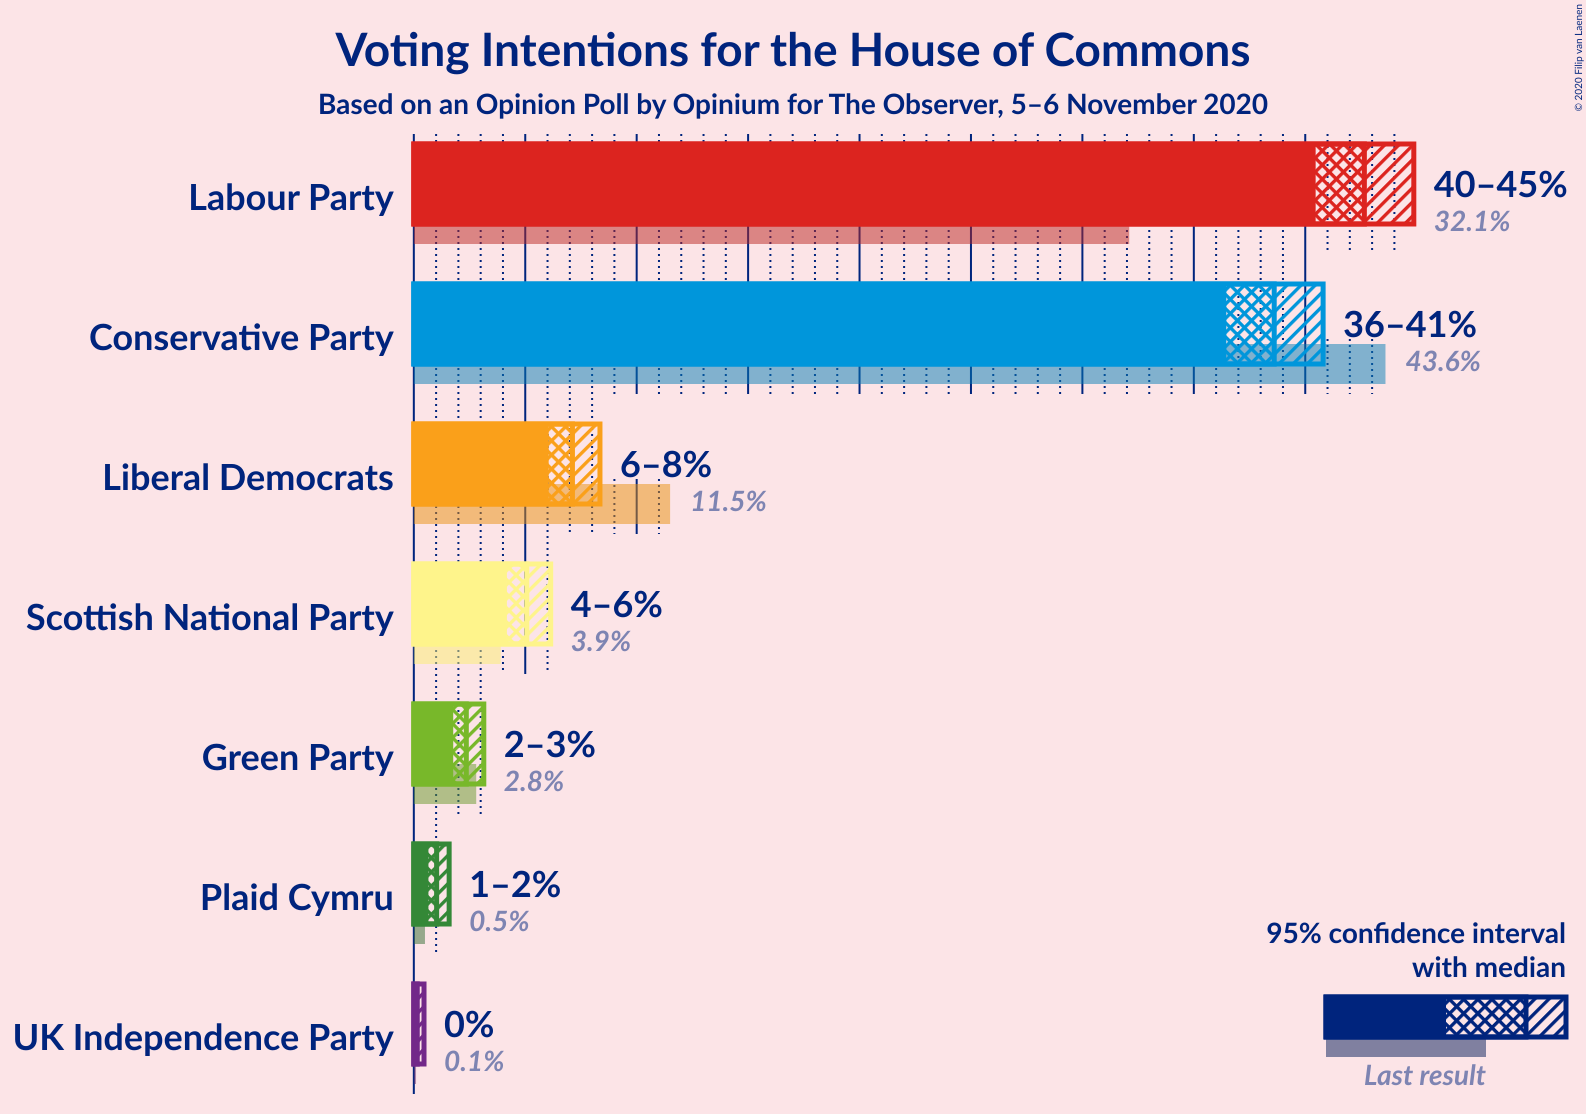 Voting Intentions for the House of Commons
Based on an Opinion Poll by Opinium for The Observer, 5–6 November 2020
© 2020 Filip van Laenen
Labour Party
40–45%
32.1%
Conservative Party
36–41%
43.6%
Liberal Democrats
6–8%
11.5%
Scottish National Party
4–6%
3.9%
Green Party
2–3%
2.8%
Plaid Cymru
1–2%
0.5%
UK Independence Party
0%
0.1%
95% confidence interval
with median
Last result